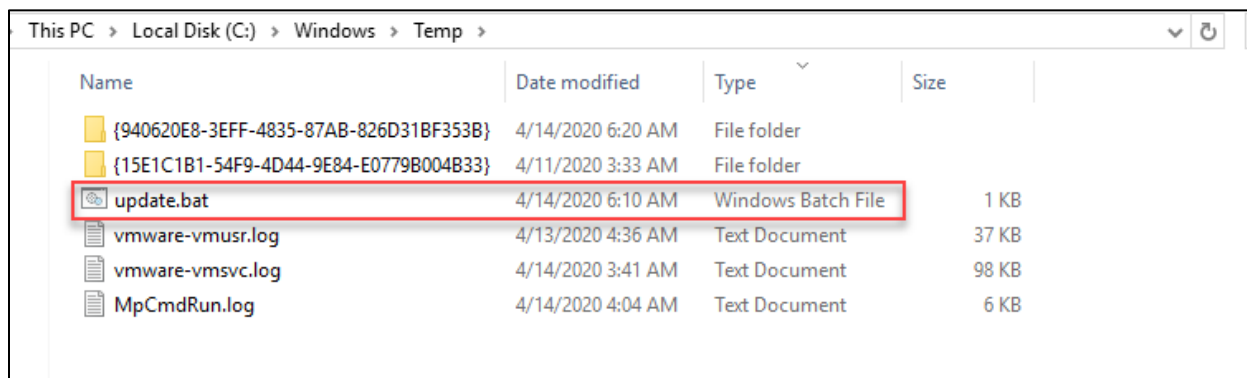 This PC > Local Disk (C:) > Windows > Temp >
Name Date modified Type Size
{940620E8-3EFF-4835-87AB-826D31BF353B} 4/14/2020 6:20 AM File folder
{15E1C1B1-54F9-4D44-9E84-E0779B004B33} 4/11/2020 3:33 AM File folder
update.bat 4/14/2020 6:10 AM Windows Batch File 1 KB
vmware-vmusr.log 4/13/2020 4:36 AM Text Document 37 KB
vmware-vmsvc.log 4/14/2020 3:41 AM Text Document 98 KB
MpCmdRun.log 4/14/2020 4:04 AM Text Document 6 KB